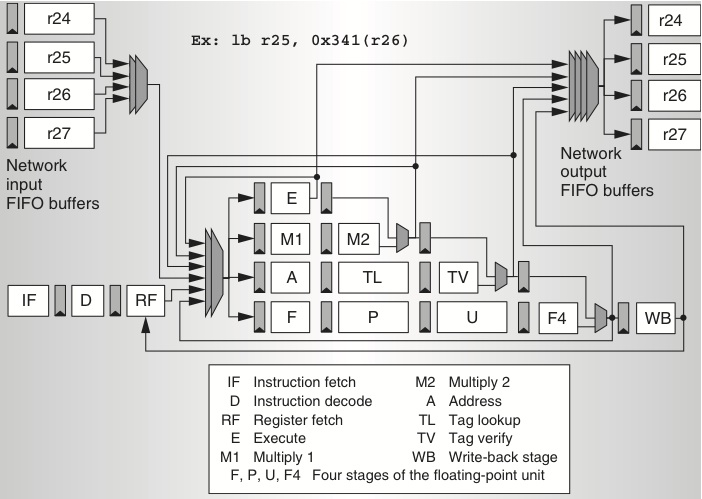 r24
r25
r26
r27
Network
input
FIFO buffers
Ex: lb r25, 0x341(r26)
r24
r25
r26
r27
Network
output
FIFO buffers
E
M1 M2
A TL TV
IF D RF F P U F4 WB
IF Instruction fetch
D Instruction decode
RF Register fetch
E Execute
M1 Multiply 1
M2 Multiply 2
A Address
TL Tag lookup
TV Tag verify
WB Write-back stage
F, P, U, F4 Four stages of the floating-point unit